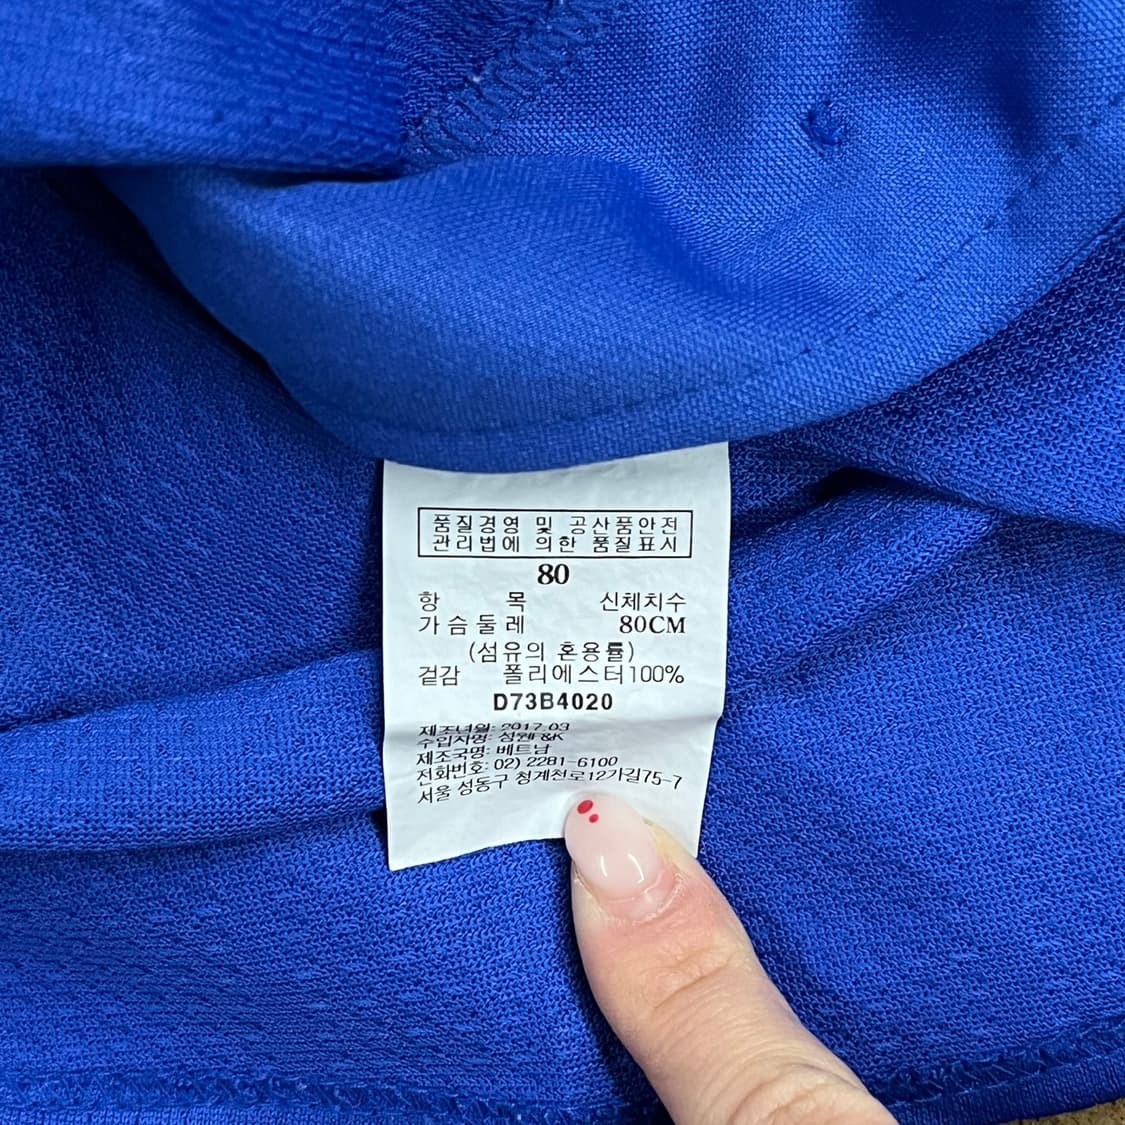 품질경영 및 공산품안전
관리법에 의한 품질표시
80
항 목 신체치수
가슴둘레 80CM
(섬유의 혼용률)
겉감 폴리에스터100%
D73B4020
제조년월: 2017.03
수입자명: &K
제조국명: 베트남
전화번호: 02) 2281-6100
서울 성동구 청계천로12가길75-7